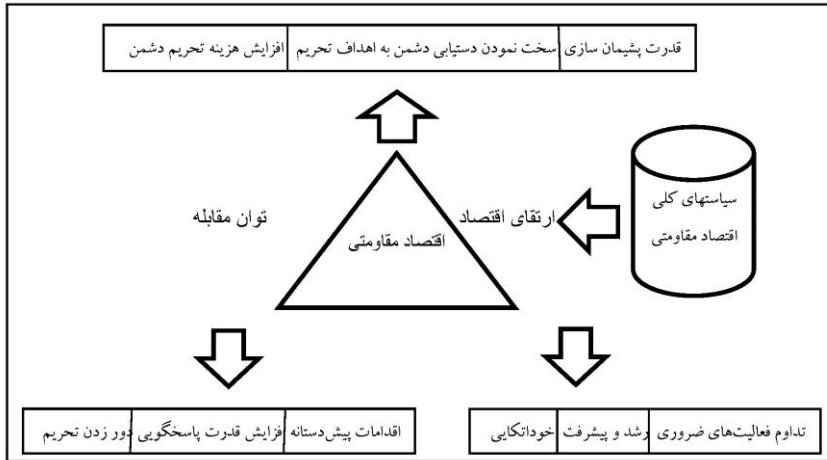 قدرت پشیمان سازی سخت نمودن دستیابی دشمن به اهداف تحریم افزایش هزینه تحریم دشمن
سیاستهای کلی
اقتصاد مقاومتی
ارتقای اقتصاد
توان مقابله
اقتصاد مقاومتی
تداوم فعالیت‌های ضروری رشد و پیشرفت خوداتکایی
اقدامات پیش‌دستانه افزایش قدرت پاسخگویی دور زدن تحریم